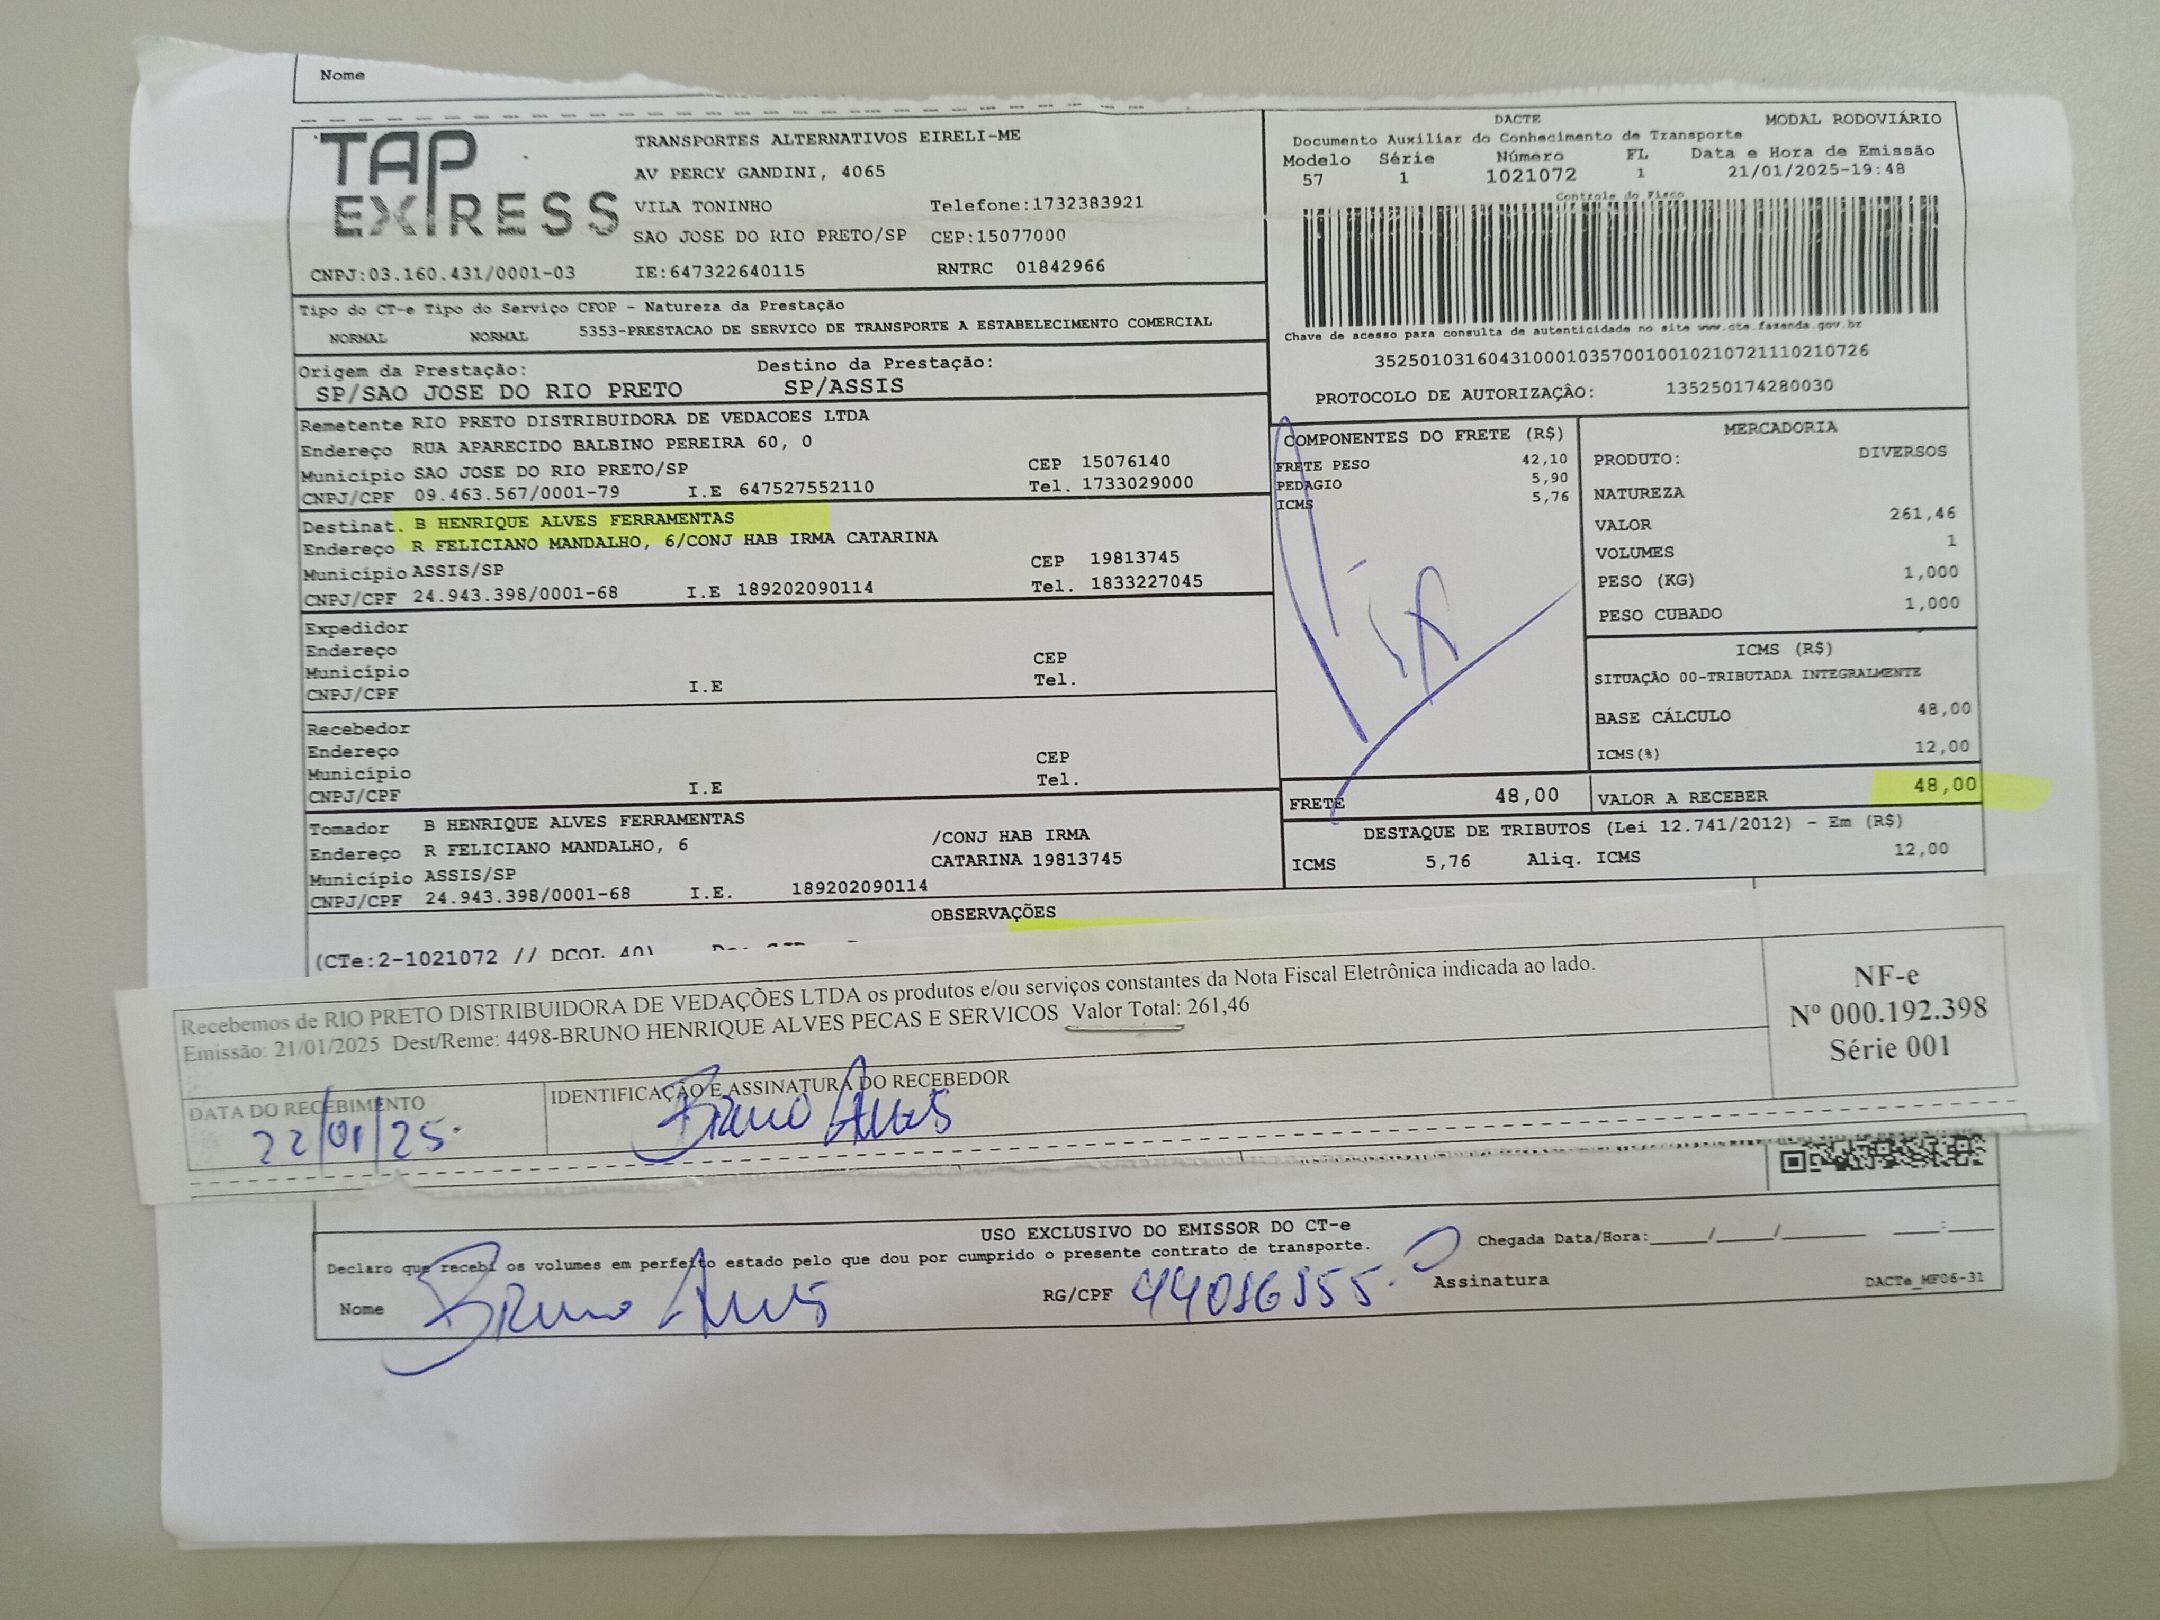 Nome
TAP EXPRESS
TRANSPORTES ALTERNATIVOS EIRELI-ME
AV PERCY GANDINI, 4065
VILA TONINHO Telefone:1732383921
SAO JOSE DO RIO PRETO/SP CEP:15077000
CNPJ:03.160.431/0001-03 IE:647322640115 RNTRC 01842966
DACTE MODAL RODOVIÁRIO
Documento Auxiliar do Conhecimento de Transporte
Modelo Série Número FL Data e Hora de Emissão
57 1 1021072 1 21/01/2025-19:48
Controle do Fisco
Chave de acesso para consulta de autenticidade no site www.cte.fazenda.gov.br
35250103160431000103570010010210721110210726
PROTOCOLO DE AUTORIZAÇÂO: 135250174280030
Tipo do CT-e Tipo do Serviço CFOP - Natureza da Prestação
NORMAL NORMAL 5353-PRESTACAO DE SERVICO DE TRANSPORTE A ESTABELECIMENTO COMERCIAL
Origem da Prestação: Destino da Prestação:
SP/SAO JOSE DO RIO PRETO SP/ASSIS
Remetente RIO PRETO DISTRIBUIDORA DE VEDACOES LTDA
Endereço RUA APARECIDO BALBINO PEREIRA 60, 0
Município SAO JOSE DO RIO PRETO/SP CEP 15076140
CNPJ/CPF 09.463.567/0001-79 I.E 647527552110 Tel. 1733029000
Destinat. B HENRIQUE ALVES FERRAMENTAS
Endereço R FELICIANO MANDALHO, 6/CONJ HAB IRMA CATARINA
Município ASSIS/SP CEP 19813745
CNPJ/CPF 24.943.398/0001-68 I.E 189202090114 Tel. 1833227045
Expedidor
Endereço
Município CEP
CNPJ/CPF I.E Tel.
Recebedor
Endereço
Município CEP
CNPJ/CPF I.E Tel.
Tomador B HENRIQUE ALVES FERRAMENTAS
Endereço R FELICIANO MANDALHO, 6 /CONJ HAB IRMA
Município ASSIS/SP CATARINA 19813745
CNPJ/CPF 24.943.398/0001-68 I.E. 189202090114
COMPONENTES DO FRETE (R$)
FRETE PESO 42,10
PEDAGIO 5,90
ICMS 5,76
Pix
MERCADORIA
PRODUTO: DIVERSOS
NATUREZA
VALOR 261,46
VOLUMES 1
PESO (KG) 1,000
PESO CUBADO 1,000
ICMS (R$)
SITUAÇÃO 00-TRIBUTADA INTEGRALMENTE
BASE CÁLCULO 48,00
ICMS(%) 12,00
FRETE 48,00 VALOR A RECEBER 48,00
DESTAQUE DE TRIBUTOS (Lei 12.741/2012) - Em (R$)
ICMS 5,76 Aliq. ICMS 12,00
OBSERVAÇÕES
(CTe:2-1021072 //
Recebemos de RIO PRETO DISTRIBUIDORA DE VEDAÇÕES LTDA os produtos e/ou serviços constantes da Nota Fiscal Eletrônica indicada ao lado.
Emissão: 21/01/2025 Dest/Reme: 4498-BRUNO HENRIQUE ALVES PECAS E SERVICOS Valor Total: 261,46
NF-e
Nº 000.192.398
Série 001
DATA DO RECEBIMENTO IDENTIFICAÇÃO E ASSINATURA DO RECEBEDOR
22/01/25. Bruno Alves
USO EXCLUSIVO DO EMISSOR DO CT-e
Declaro que recebi os volumes em perfeito estado pelo que dou por cumprido o presente contrato de transporte.
Chegada Data/Hora:_____/_____/_______ ____:____
Nome Bruno Alves RG/CPF Assinatura DACTe_MF06-31